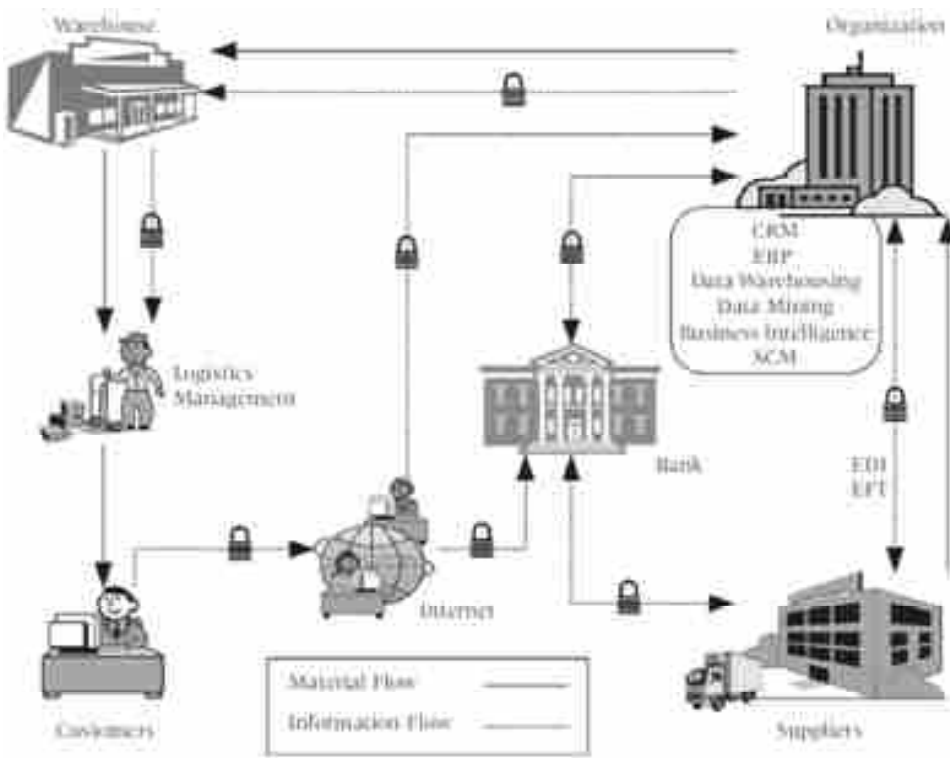 Warehouse
Organization
CRM
ERP
Data Warehousing
Data Mining
Business Intelligence
SCM
Logistics
Management
Bank
EDI
EFT
Internet
Material Flow
Information Flow
Customers
Suppliers